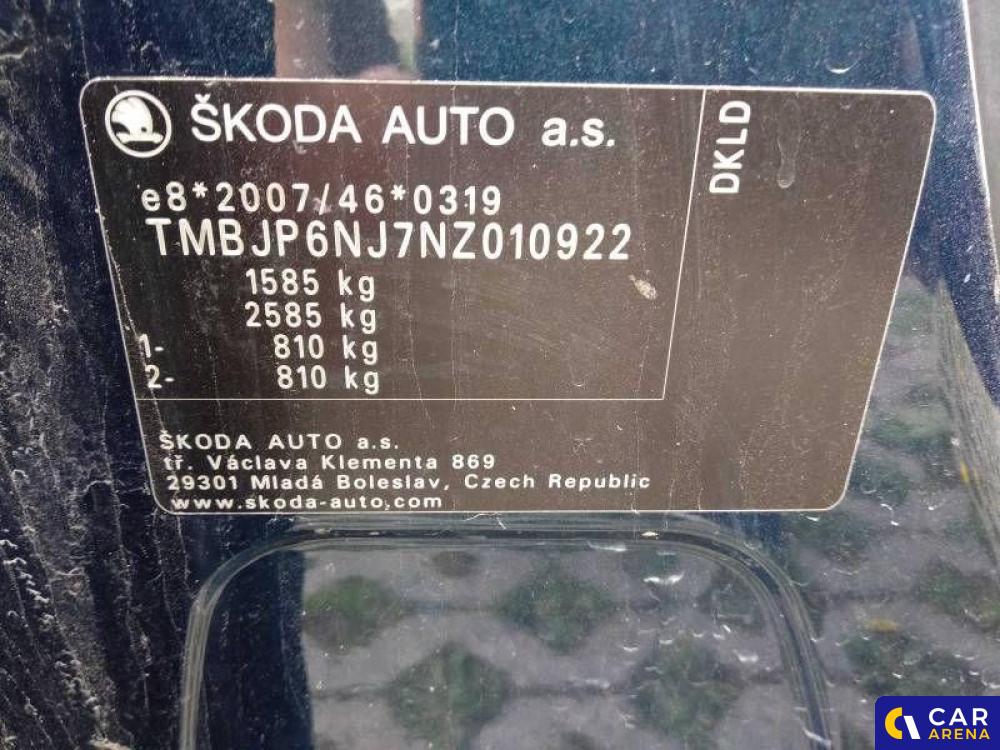 ŠKODA AUTO a.s.
DKLD
e8*2007/46*0319
TMBJP6NJ7NZ010922
1585 kg
2585 kg
1- 810 kg
2- 810 kg
ŠKODA AUTO a.s.
tř. Václava Klementa 869
29301 Mladá Boleslav, Czech Republic
www.skoda-auto.com
CAR
ARENA